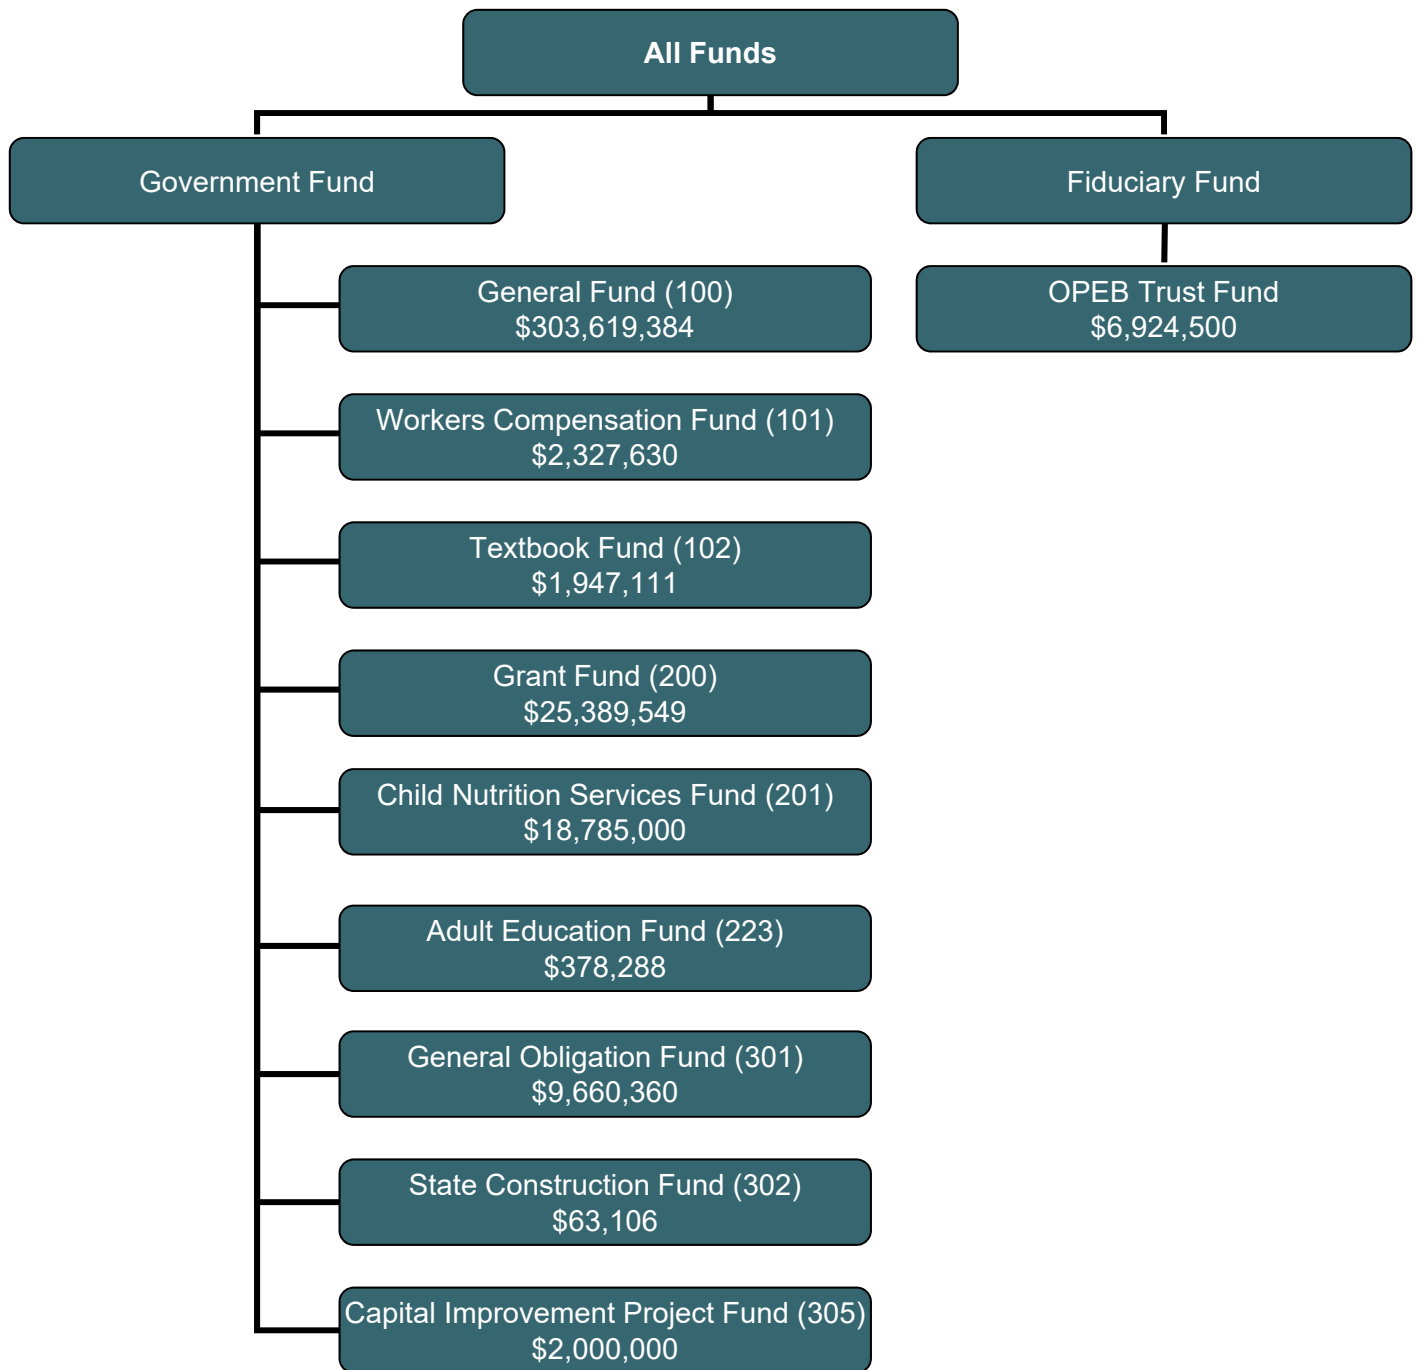 All Funds
Government Fund
Fiduciary Fund
General Fund (100)
$303,619,384
OPEB Trust Fund
$6,924,500
Workers Compensation Fund (101)
$2,327,630
Textbook Fund (102)
$1,947,111
Grant Fund (200)
$25,389,549
Child Nutrition Services Fund (201)
$18,785,000
Adult Education Fund (223)
$378,288
General Obligation Fund (301)
$9,660,360
State Construction Fund (302)
$63,106
Capital Improvement Project Fund (305)
$2,000,000